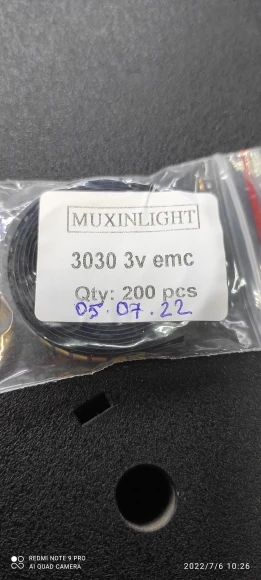 MUXINLIGHT
3030 3v emc
Qty: 200 pcs
05.07.22
REDMI NOTE 9 PRO
AI QUAD CAMERA
2022/7/6 10:26